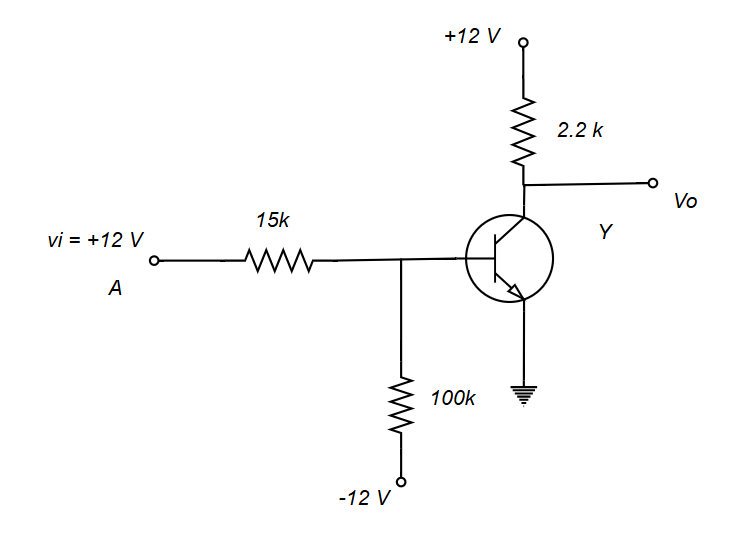 +12 V
2.2 k
Vo
15k
vi = +12 V
Y
A
100k
-12 V